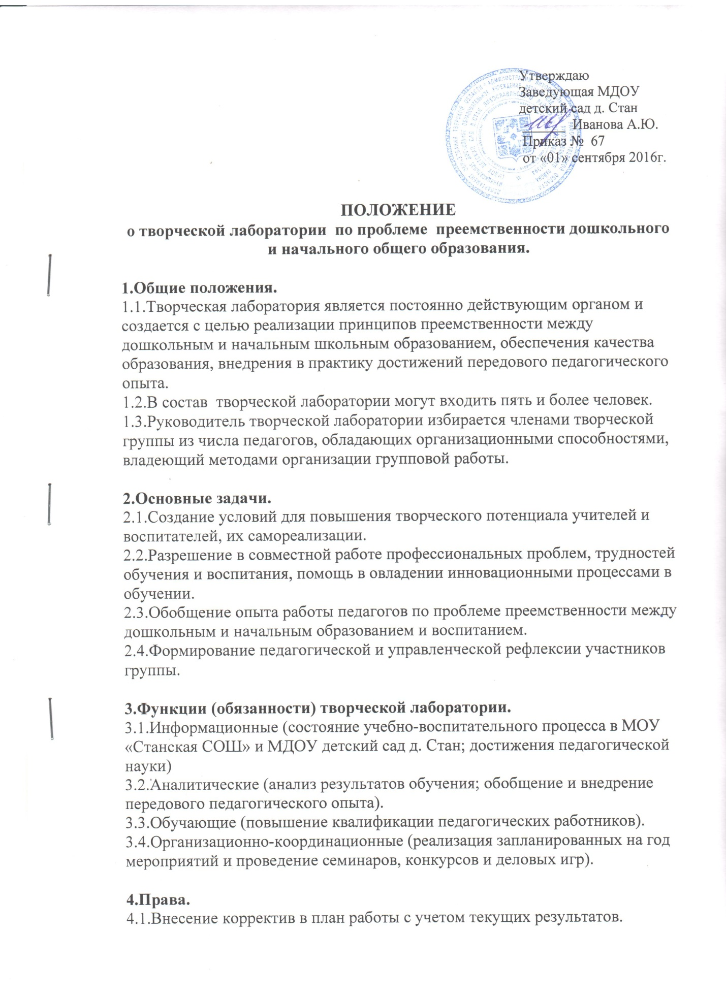 Утверждаю
Заведующая МДОУ
детский сад д. Стан
______ Иванова А.Ю.
Приказ № 67
от «01» сентября 2016г.
ПОЛОЖЕНИЕ
о творческой лаборатории по проблеме преемственности дошкольного
и начального общего образования.
1.Общие положения.
1.1.Творческая лаборатория является постоянно действующим органом и
создается с целью реализации принципов преемственности между
дошкольным и начальным школьным образованием, обеспечения качества
образования, внедрения в практику достижений передового педагогического
опыта.
1.2.В состав творческой лаборатории могут входить пять и более человек.
1.3.Руководитель творческой лаборатории избирается членами творческой
группы из числа педагогов, обладающих организационными способностями,
владеющий методами организации групповой работы.
2.Основные задачи.
2.1.Создание условий для повышения творческого потенциала учителей и
воспитателей, их самореализации.
2.2.Разрешение в совместной работе профессиональных проблем, трудностей
обучения и воспитания, помощь в овладении инновационными процессами в
обучении.
2.3.Обобщение опыта работы педагогов по проблеме преемственности между
дошкольным и начальным образованием и воспитанием.
2.4.Формирование педагогической и управленческой рефлексии участников
группы.
3.Функции (обязанности) творческой лаборатории.
3.1.Информационные (состояние учебно-воспитательного процесса в МОУ
«Станская СОШ» и МДОУ детский сад д. Стан; достижения педагогической
науки)
3.2.Аналитические (анализ результатов обучения; обобщение и внедрение
передового педагогического опыта).
3.3.Обучающие (повышение квалификации педагогических работников).
3.4.Организационно-координационные (реализация запланированных на год
мероприятий и проведение семинаров, конкурсов и деловых игр).
4.Права.
4.1.Внесение корректив в план работы с учетом текущих результатов.